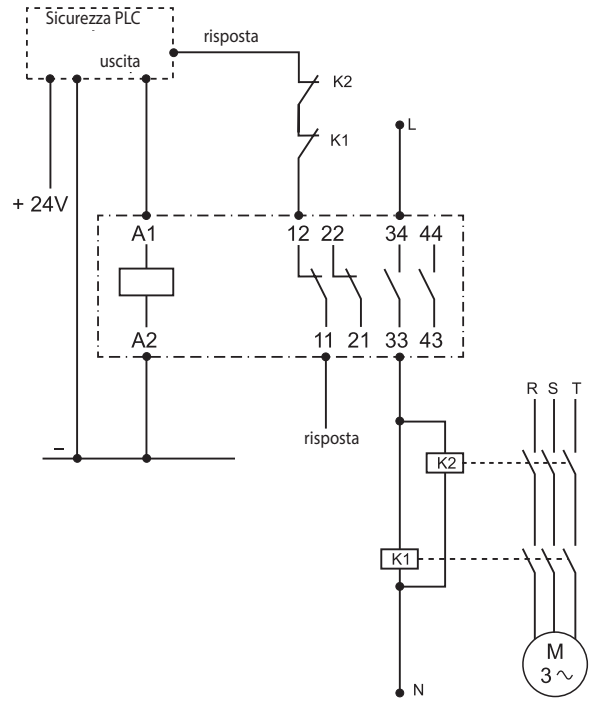 Sicurezza PLC
risposta
uscita
K2
K1
L
+ 24V
A1 12 22 34 44
A2 11 21 33 43
risposta
–
R S T
K2
K1
M
3 ~
N